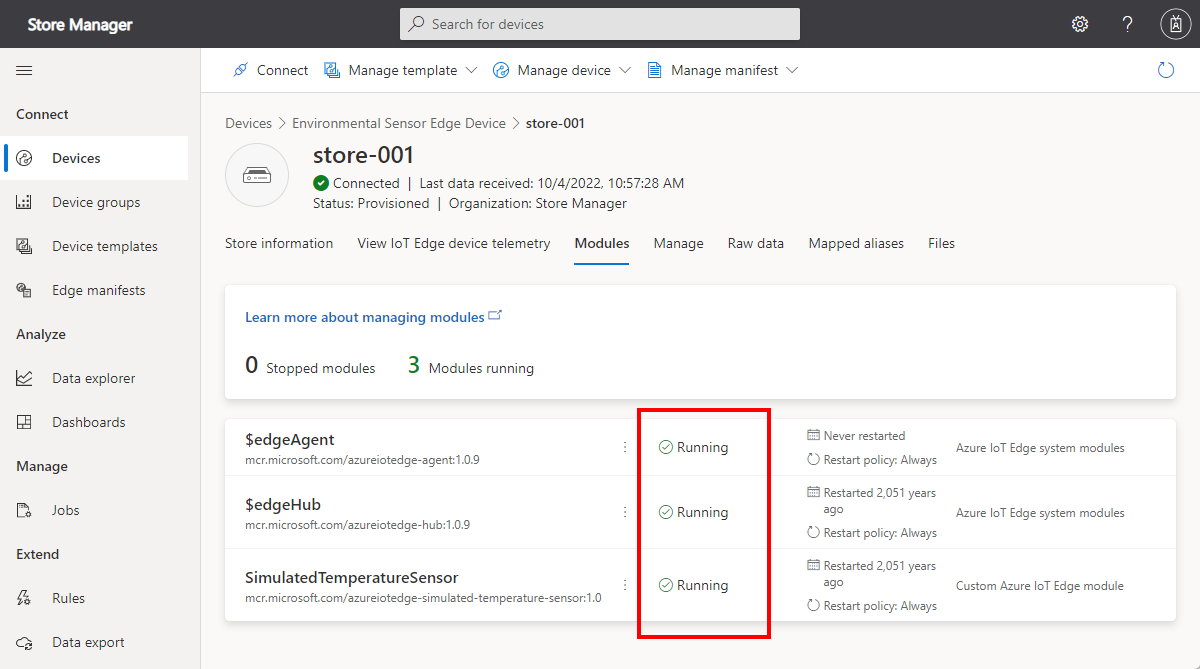 Store Manager
Search for devices
?
Connect
Manage template
Manage device
Manage manifest
Connect
Devices
Device groups
Device templates
Edge manifests
Analyze
Data explorer
Dashboards
Manage
Jobs
Extend
Rules
Data export
Devices > Environmental Sensor Edge Device > store-001
store-001
Connected | Last data received: 10/4/2022, 10:57:28 AM
Status: Provisioned | Organization: Store Manager
Store information View IoT Edge device telemetry Modules Manage Raw data Mapped aliases Files
Learn more about managing modules
0 Stopped modules 3 Modules running
$edgeAgent
mcr.microsoft.com/azureiotedge-agent:1.0.9
Running
Never restarted
Restart policy: Always
Azure IoT Edge system modules
$edgeHub
mcr.microsoft.com/azureiotedge-hub:1.0.9
Running
Restarted 2,051 years
ago
Restart policy: Always
Azure IoT Edge system modules
SimulatedTemperatureSensor
mcr.microsoft.com/azureiotedge-simulated-temperature-sensor:1.0
Running
Restarted 2,051 years
ago
Restart policy: Always
Custom Azure IoT Edge module